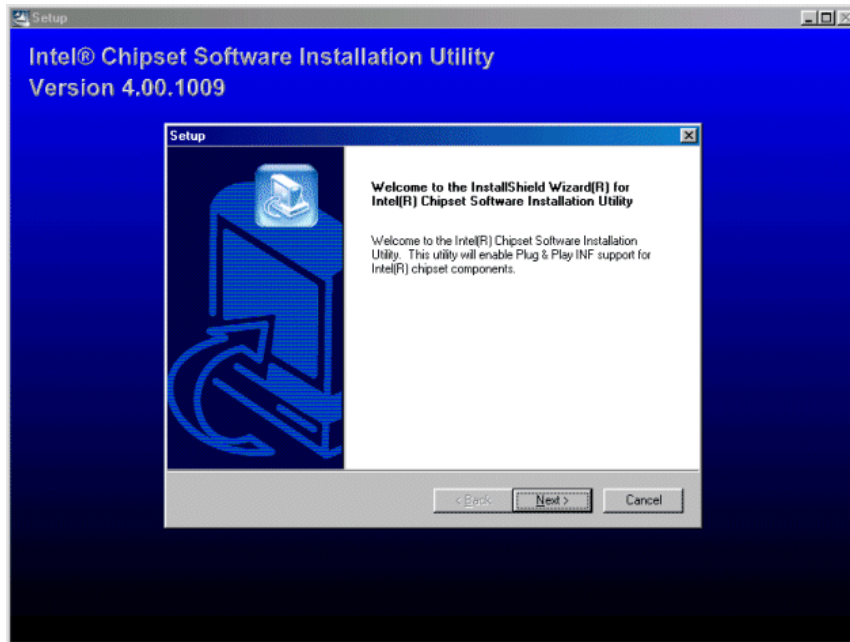 Setup
Intel® Chipset Software Installation Utility
Version 4.00.1009
Setup
Welcome to the InstallShield Wizard(R) for
Intel(R) Chipset Software Installation Utility
Welcome to the Intel(R) Chipset Software Installation
Utility. This utility will enable Plug & Play INF support for
Intel(R) chipset components.
< Back
Next >
Cancel